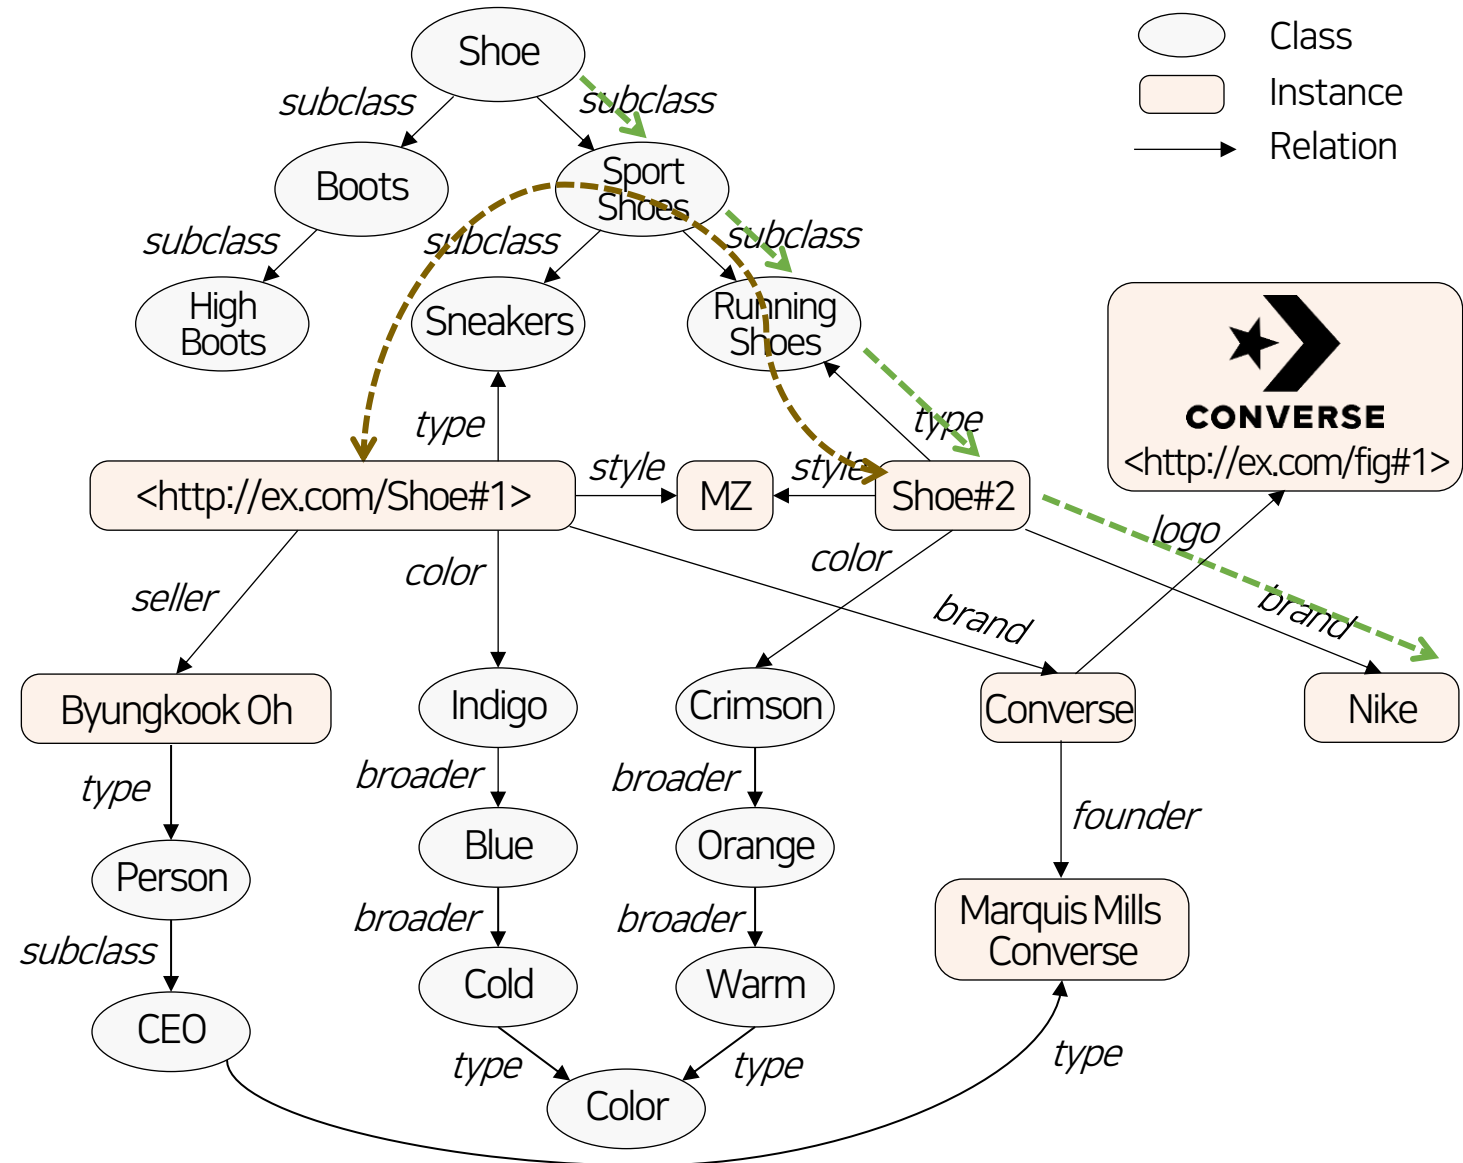 Shoe
Class
Instance
Relation
subclass
subclass
Boots
Sport
Shoes
subclass
subclass
subclass
High
Boots
Sneakers
Running
Shoes
CONVERSE
<http://ex.com/fig#1>
type
type
<http://ex.com/Shoe#1>
style
MZ
style
Shoe#2
logo
seller
color
color
brand
brand
Byungkook Oh
Indigo
Crimson
Converse
Nike
type
broader
broader
founder
Person
Blue
Orange
Marquis Mills
Converse
subclass
broader
broader
CEO
Cold
Warm
type
type
type
Color